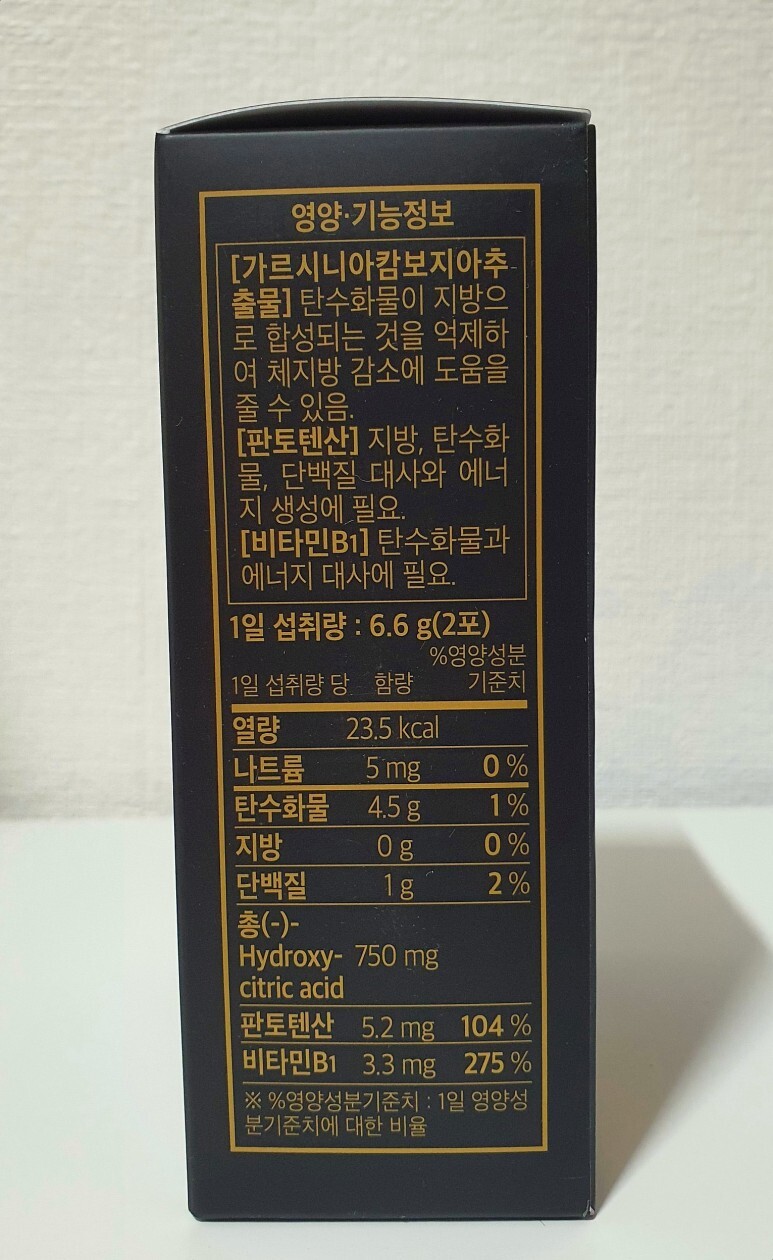 영양·기능정보
[가르시니아캄보지아추
출물] 탄수화물이 지방으
로 합성되는 것을 억제하
여 체지방 감소에 도움을
줄 수 있음.
[판토텐산] 지방, 탄수화
물, 단백질 대사와 에너
지 생성에 필요.
[비타민B1] 탄수화물과
에너지 대사에 필요.
1일 섭취량 : 6.6 g(2포)
%영양성분
1일 섭취량 당 함량 기준치
열량 23.5 kcal
나트륨 5 mg 0 %
탄수화물 4.5 g 1 %
지방 0 g 0 %
단백질 1 g 2 %
총(-)-
Hydroxy- 750 mg
citric acid
판토텐산 5.2 mg 104 %
비타민B1 3.3 mg 275 %
※ %영양성분기준치 : 1일 영양성
분기준치에 대한 비율